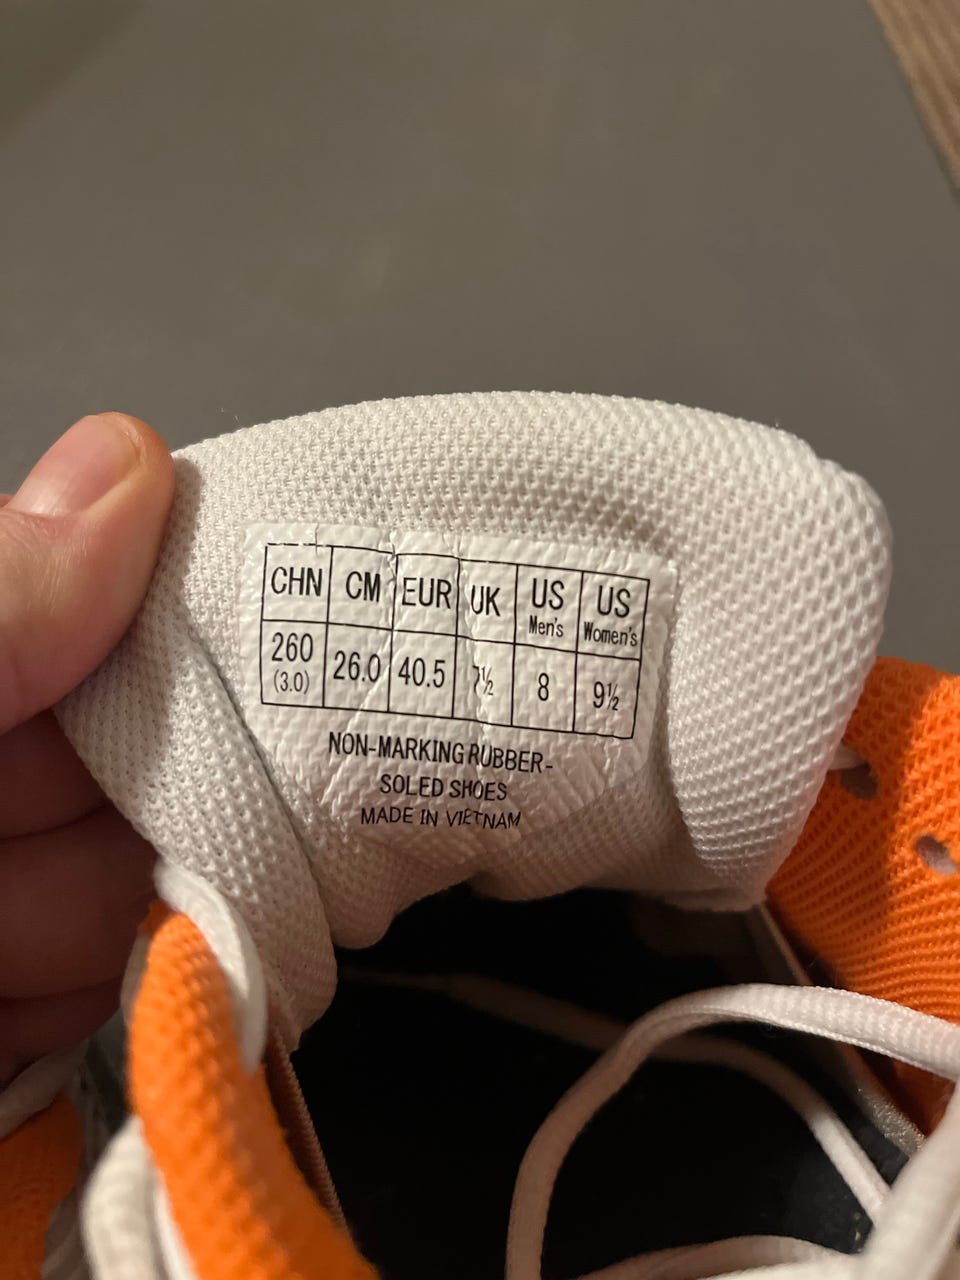 CHN CM EUR UK US Men's US Women's
260 (3.0) 26.0 40.5 7½ 8 9½
NON-MARKING RUBBER-
SOLED SHOES
MADE IN VIETNAM